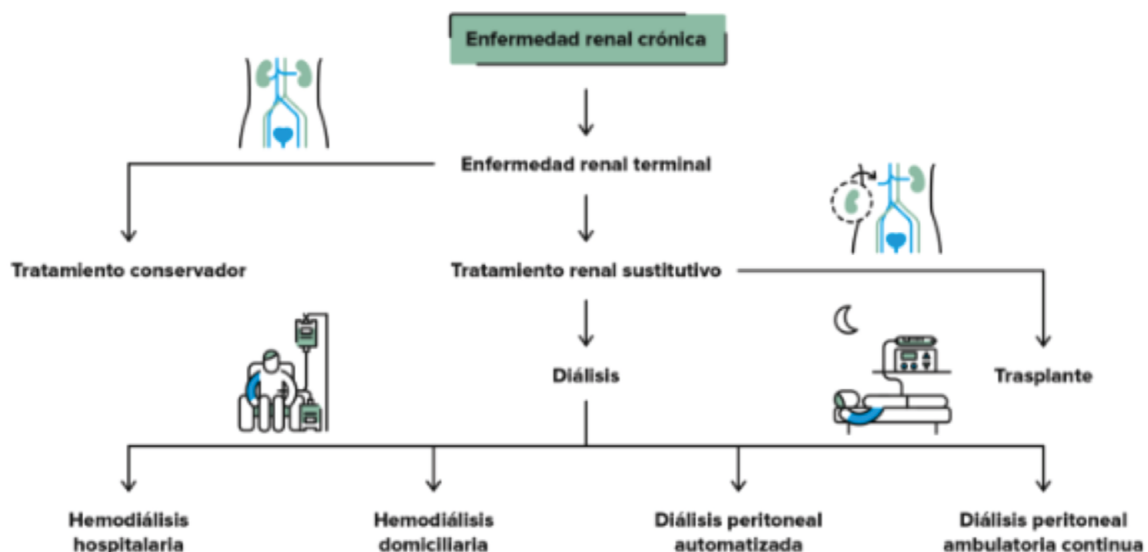 Enfermedad renal crónica
Enfermedad renal terminal
Tratamiento conservador
Tratamiento renal sustitutivo
Diálisis
Trasplante
Hemodiálisis
hospitalaria
Hemodiálisis
domiciliaria
Diálisis peritoneal
automatizada
Diálisis peritoneal
ambulatoria continua